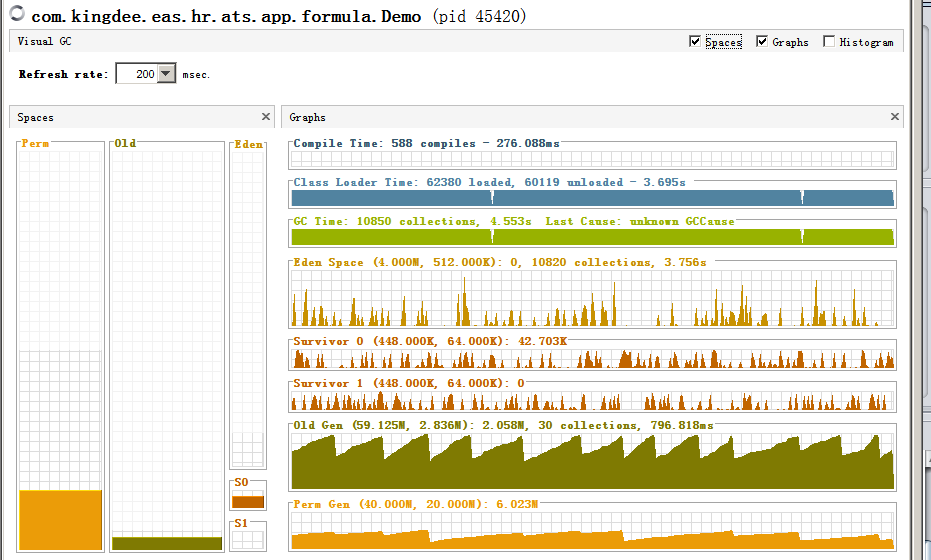 com.kingdee.eas.hr.ats.app.formula.Demo (pid 45420)
Visual GC
Spaces Graphs Histogram
Refresh rate: 200 msec.
Spaces
Graphs
Perm
Old
Eden
S0
S1
Compile Time: 588 compiles - 276.088ms
Class Loader Time: 62380 loaded, 60119 unloaded - 3.695s
GC Time: 10850 collections, 4.553s Last Cause: unknown GCCause
Eden Space (4.000M, 512.000K): 0, 10820 collections, 3.756s
Survivor 0 (448.000K, 64.000K): 42.703K
Survivor 1 (448.000K, 64.000K): 0
Old Gen (59.125M, 2.836M): 2.058M, 30 collections, 796.818ms
Perm Gen (40.000M, 20.000M): 6.023M